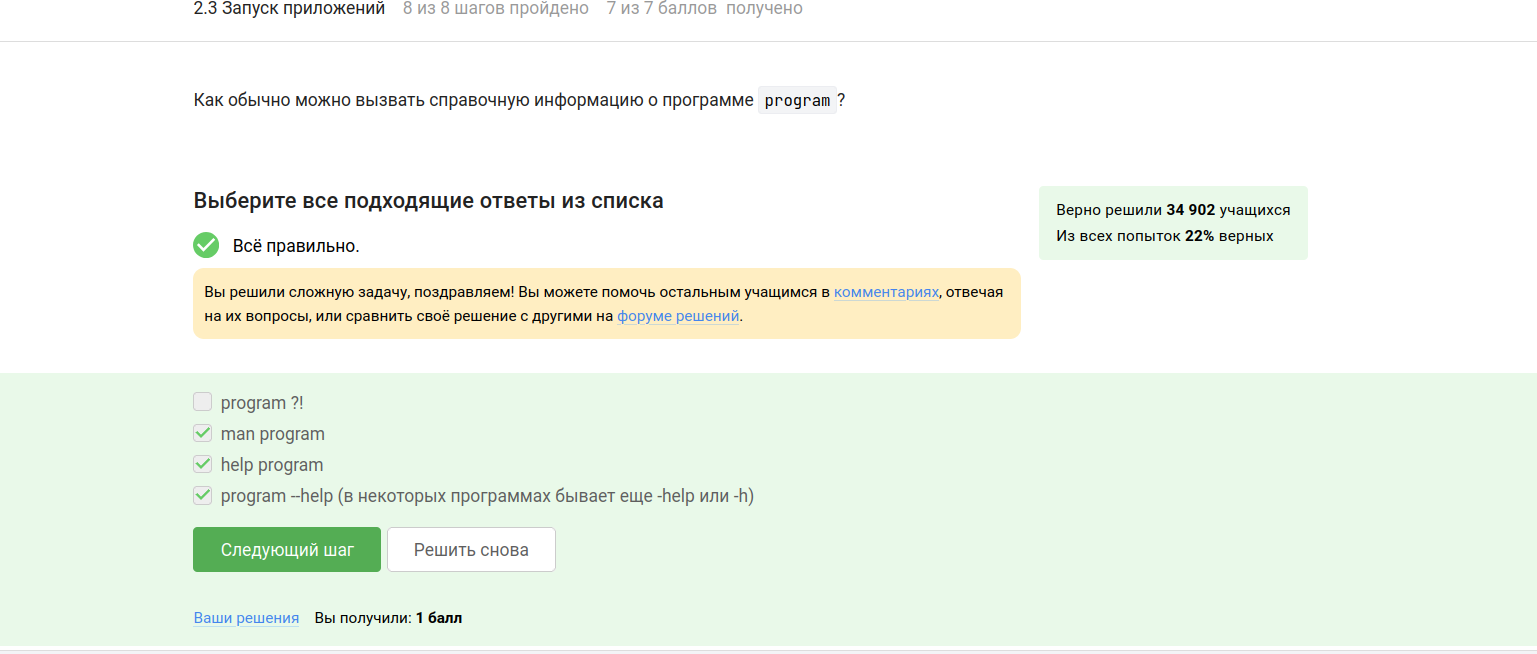 2.3 Запуск приложений 8 из 8 шагов пройдено 7 из 7 баллов получено
Как обычно можно вызвать справочную информацию о программе program?
Выберите все подходящие ответы из списка
Верно решили 34 902 учащихся
Из всех попыток 22% верных
Всё правильно.
Вы решили сложную задачу, поздравляем! Вы можете помочь остальным учащимся в комментариях, отвечая
на их вопросы, или сравнить своё решение с другими на форуме решений.
program ?!
man program
help program
program --help (в некоторых программах бывает еще -help или -h)
Следующий шаг Решить снова
Ваши решения Вы получили: 1 балл